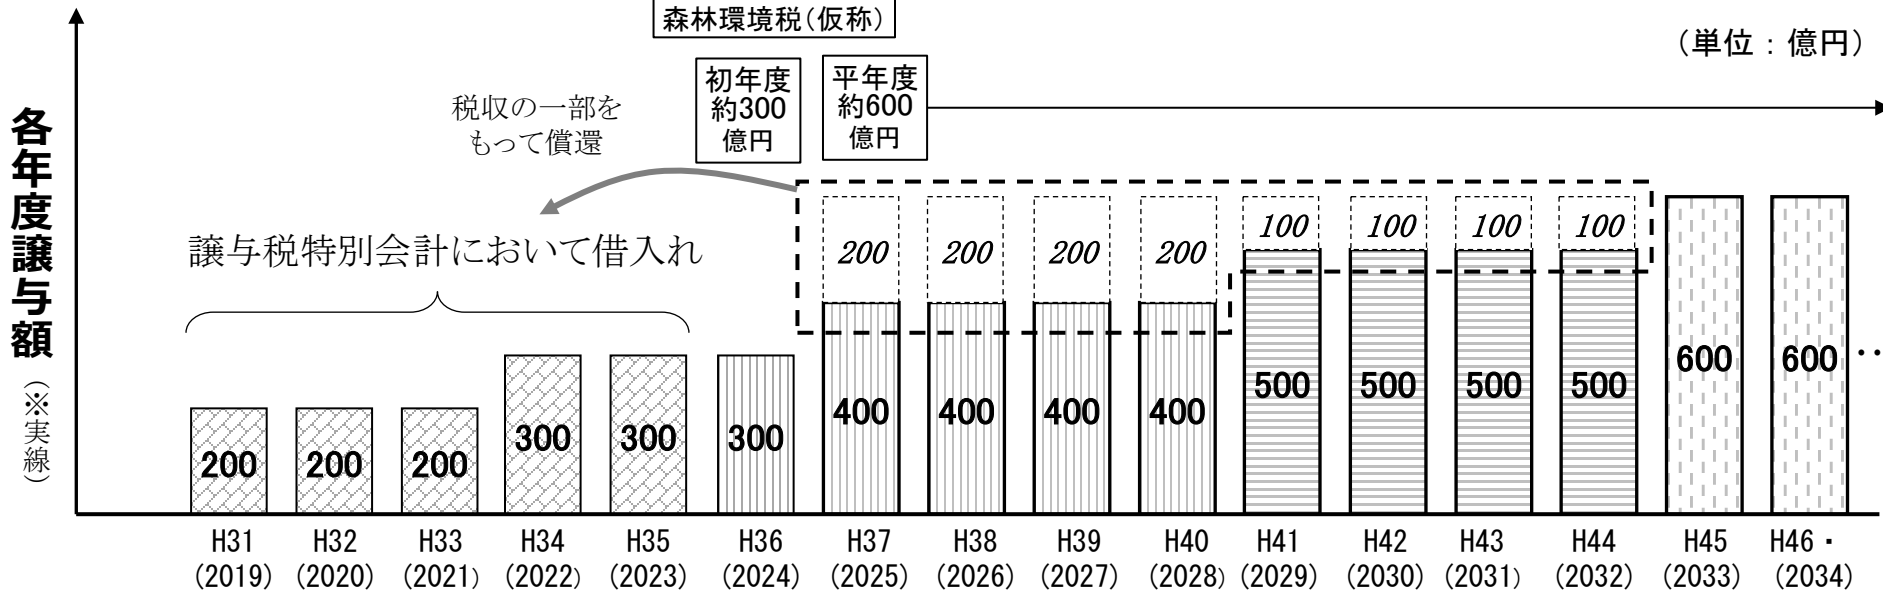 森林環境税(仮称)
(単位:億円)
初年度
約300
億円
平年度
約600
億円
税収の一部を
もって償還
各年度譲与額
(※実線)
譲与税特別会計において借入れ
200 200 200 200 100 100 100 100
200 200 200 300 300 300 400 400 400 400 500 500 500 500 600 600 ・・
H31 H32 H33 H34 H35 H36 H37 H38 H39 H40 H41 H42 H43 H44 H45 H46・
(2019) (2020) (2021) (2022) (2023) (2024) (2025) (2026) (2027) (2028) (2029) (2030) (2031) (2032) (2033) (2034)